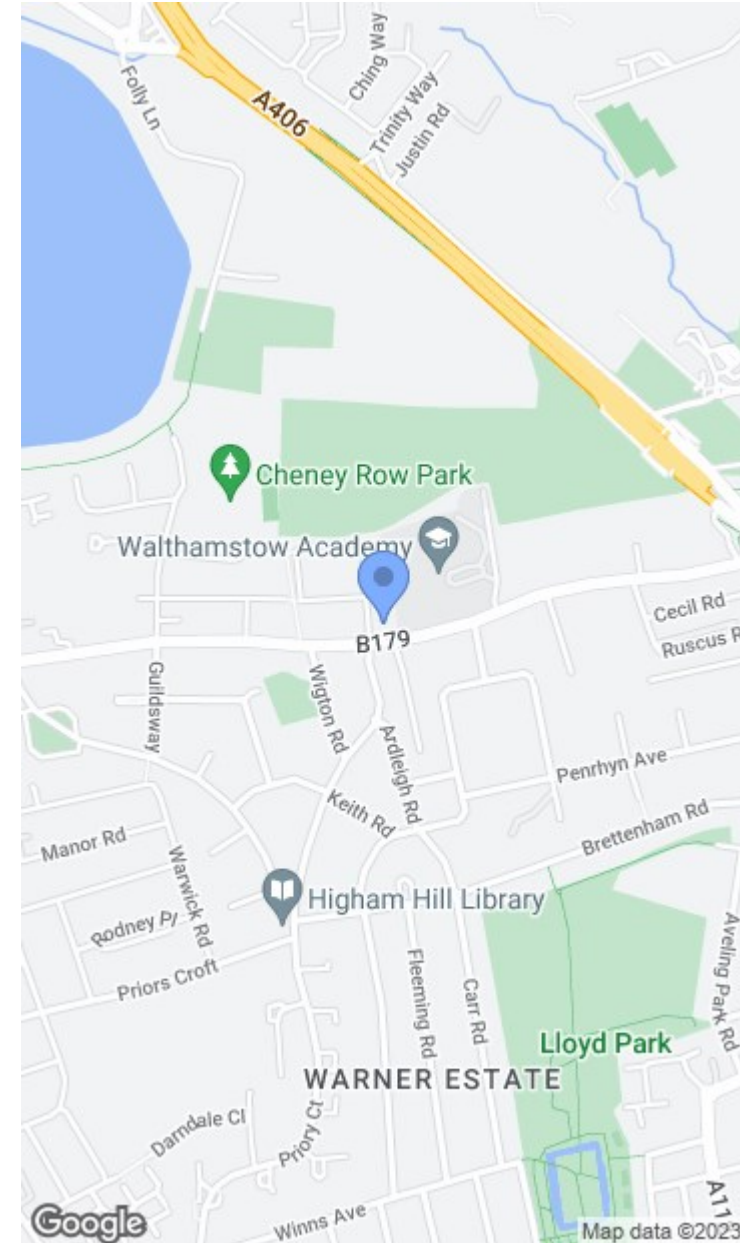 Ching Way
Folly Ln
A406
Trinity Way
Justin Rd
Cheney Row Park
Walthamstow Academy
Cecil Rd
B179
Ruscus R
Guildsway
Wigton Rd
Ardleigh Rd
Penrhyn Ave
Keith Rd
Brettenham Rd
Manor Rd
Warwick Rd
Higham Hill Library
Rodney Pl
Aveling Park Rd
Priors Croft
Fleeming Rd
Carr Rd
Lloyd Park
WARNER ESTATE
Darndale Cl
Priory Ct
A11
Winns Ave
Google
Map data ©2023